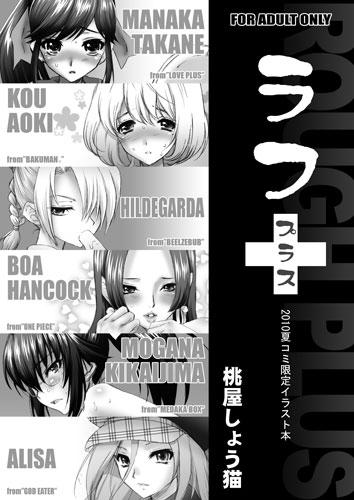 MANAKA
TAKANE
from"LOVE PLUS"
KOU
AOKI
from"BAKUMAN。"
HILDEGARDA
from"BEELZEBUB"
BOA
HANCOCK
from"ONE PIECE"
MOGANA
KIKAIJIMA
from"MEDAKA BOX"
ALISA
from"GOD EATER"
FOR ADULT ONLY
ROUGH PLUS
ラフ
プラス
2010夏コミ限定イラスト本
桃屋しょう猫